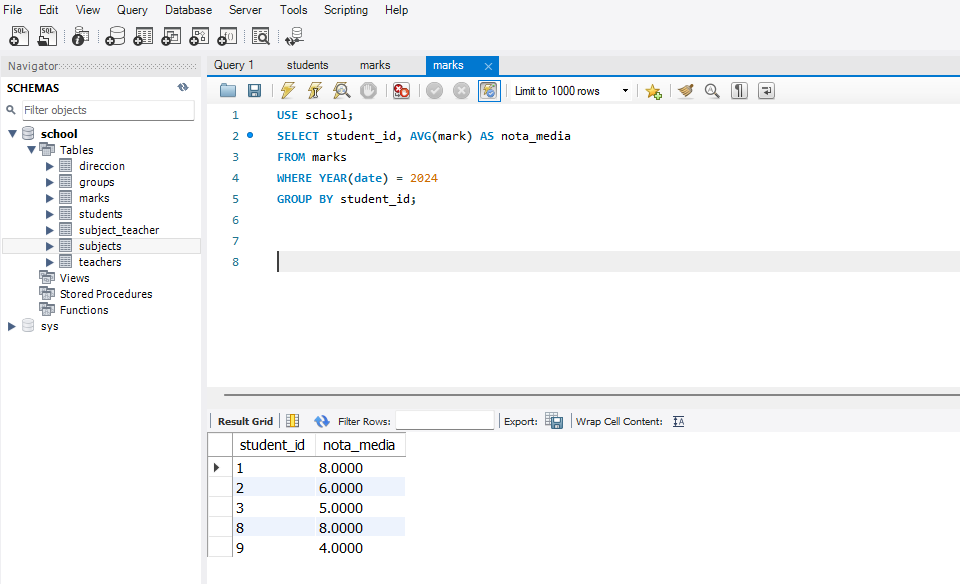 File Edit View Query Database Server Tools Scripting Help
SQL SQL
Navigator
SCHEMAS
Filter objects
school
Tables
direccion
groups
marks
students
subject_teacher
subjects
teachers
Views
Stored Procedures
Functions
sys
Query 1 students marks marks
Limit to 1000 rows
1 USE school;
2 SELECT student_id, AVG(mark) AS nota_media
3 FROM marks
4 WHERE YEAR(date) = 2024
5 GROUP BY student_id;
6
7
8
Result Grid Filter Rows: Export: Wrap Cell Content: IA
student_id nota_media
1 8.0000
2 6.0000
3 5.0000
8 8.0000
9 4.0000